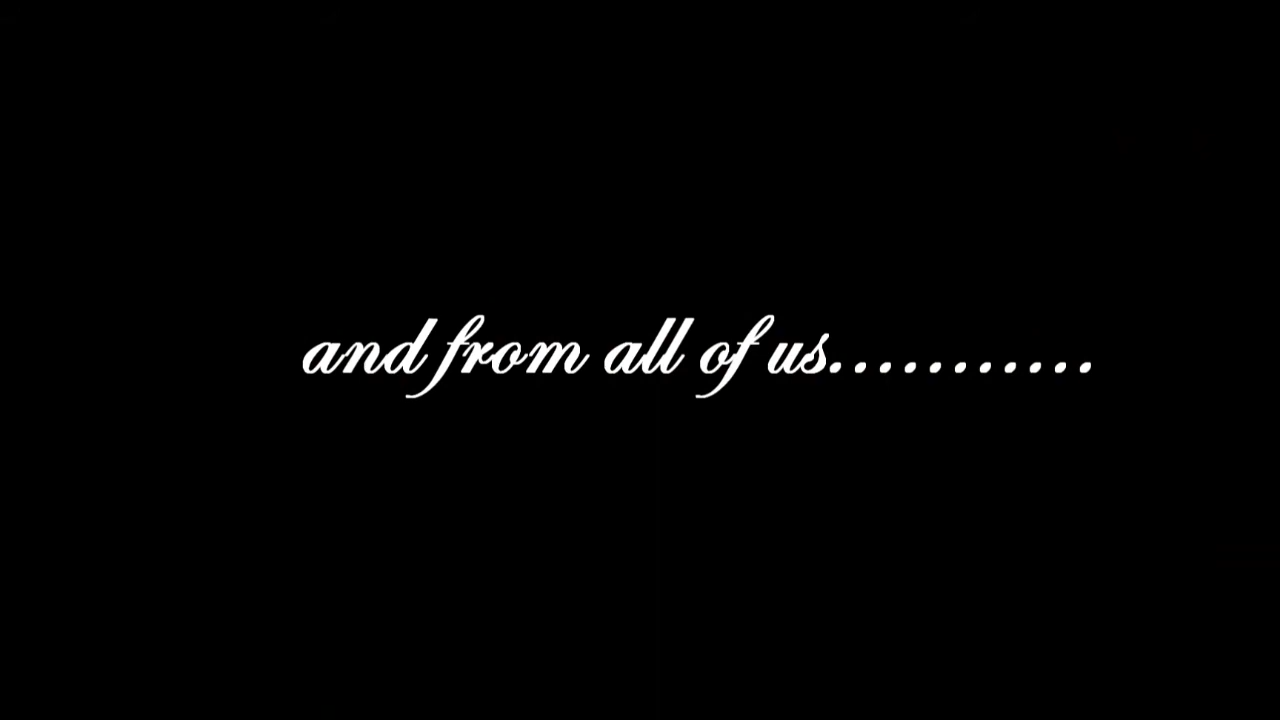 and from all of us...........